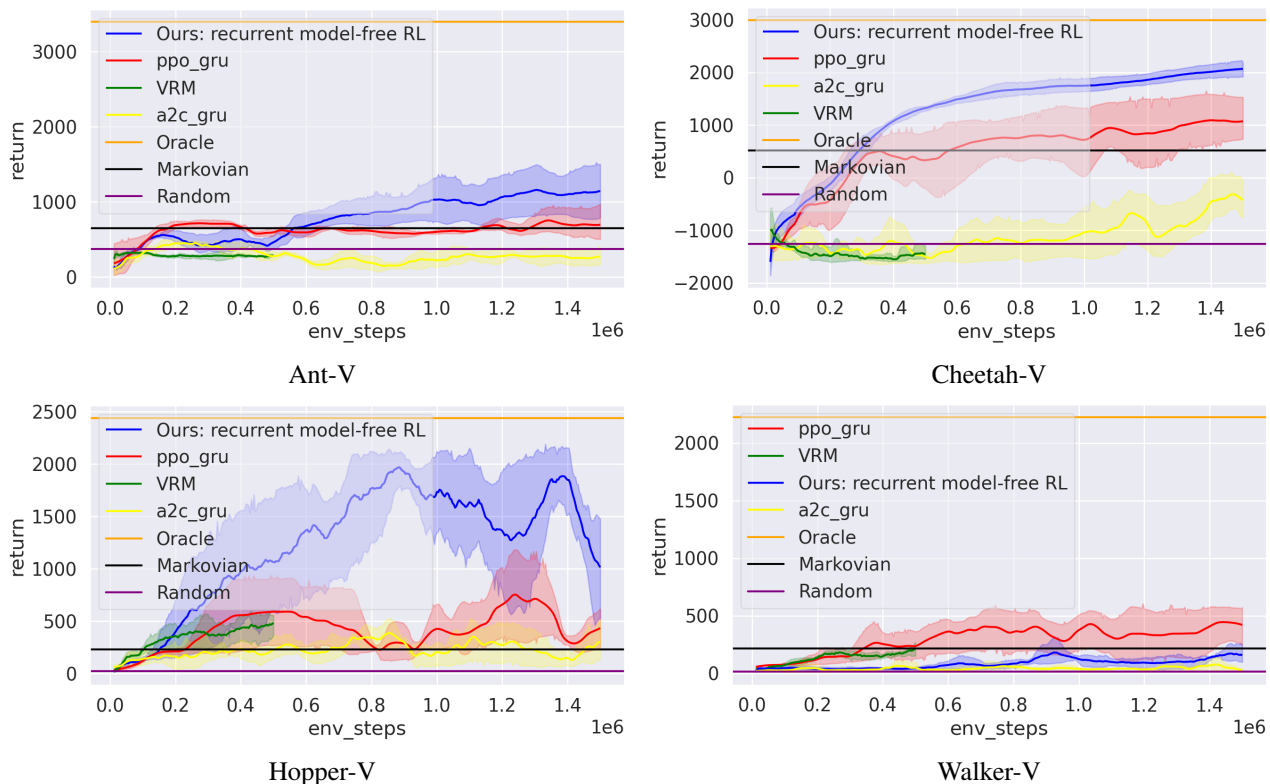 Ours: recurrent model-free RL
ppo_gru
VRM
a2c_gru
Oracle
Markovian
Random
3000
2000
1000
0
return
0.0 0.2 0.4 0.6 0.8 1.0 1.2 1.4
1e6
env_steps
Ant-V
Ours: recurrent model-free RL
ppo_gru
a2c_gru
VRM
Oracle
Markovian
Random
3000
2000
1000
0
−1000
−2000
return
0.0 0.2 0.4 0.6 0.8 1.0 1.2 1.4
1e6
env_steps
Cheetah-V
Ours: recurrent model-free RL
ppo_gru
VRM
a2c_gru
Oracle
Markovian
Random
2500
2000
1500
1000
500
0
return
0.0 0.2 0.4 0.6 0.8 1.0 1.2 1.4
1e6
env_steps
Hopper-V
ppo_gru
VRM
Ours: recurrent model-free RL
a2c_gru
Oracle
Markovian
Random
2000
1500
1000
500
0
return
0.0 0.2 0.4 0.6 0.8 1.0 1.2 1.4
1e6
env_steps
Walker-V